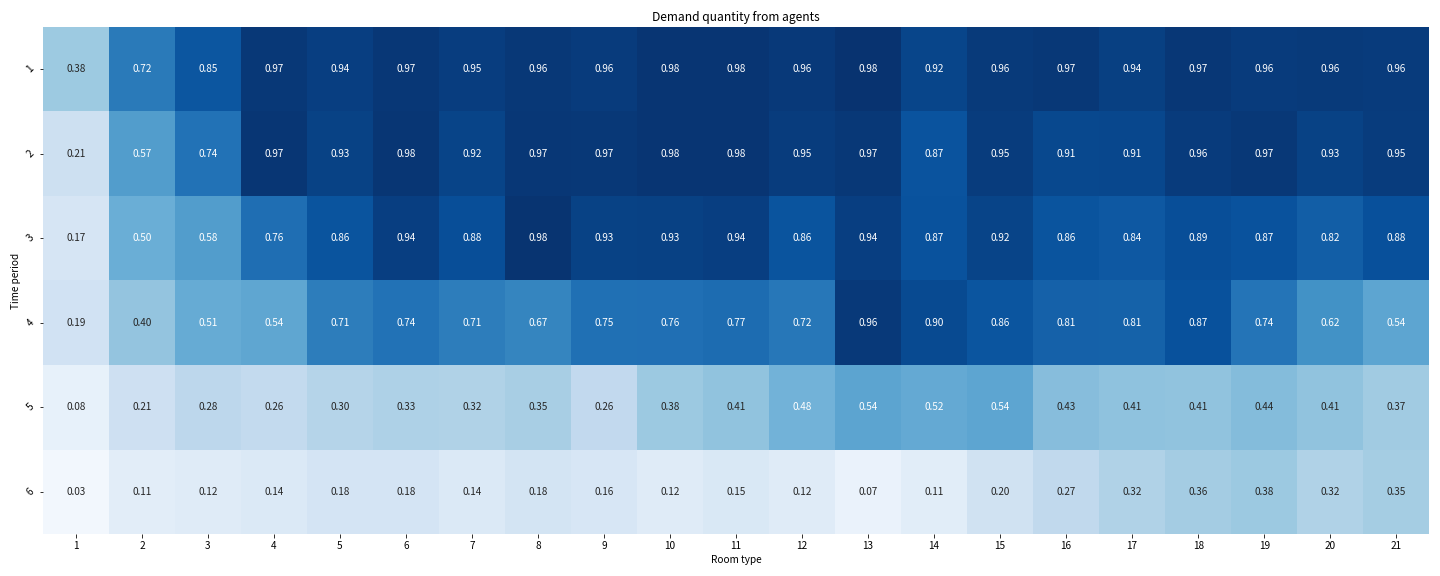 Demand quantity from agents
1 0.38 0.72 0.85 0.97 0.94 0.97 0.95 0.96 0.96 0.98 0.98 0.96 0.98 0.92 0.96 0.97 0.94 0.97 0.96 0.96 0.96
2 0.21 0.57 0.74 0.97 0.93 0.98 0.92 0.97 0.97 0.98 0.98 0.95 0.97 0.87 0.95 0.91 0.91 0.96 0.97 0.93 0.95
3 0.17 0.50 0.58 0.76 0.86 0.94 0.88 0.98 0.93 0.93 0.94 0.86 0.94 0.87 0.92 0.86 0.84 0.89 0.87 0.82 0.88
Time period
4 0.19 0.40 0.51 0.54 0.71 0.74 0.71 0.67 0.75 0.76 0.77 0.72 0.96 0.90 0.86 0.81 0.81 0.87 0.74 0.62 0.54
5 0.08 0.21 0.28 0.26 0.30 0.33 0.32 0.35 0.26 0.38 0.41 0.48 0.54 0.52 0.54 0.43 0.41 0.41 0.44 0.41 0.37
6 0.03 0.11 0.12 0.14 0.18 0.18 0.14 0.18 0.16 0.12 0.15 0.12 0.07 0.11 0.20 0.27 0.32 0.36 0.38 0.32 0.35
1 2 3 4 5 6 7 8 9 10 11 12 13 14 15 16 17 18 19 20 21
Room type